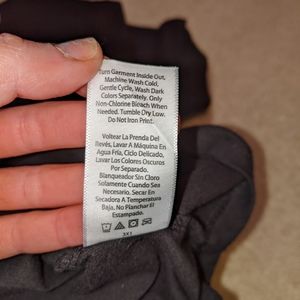 Turn Garment Inside Out,
Machine Wash Cold,
Gentle Cycle, Wash Dark
Colors Separately. Only
Non-Chlorine Bleach When
Needed. Tumble Dry Low.
Do Not Iron Print.
Voltear La Prenda Del
Revés, Lavar A Máquina En
Agua Fría, Ciclo Delicado,
Lavar Los Colores Oscuros
Por Separado.
Blanqueador Sin Cloro
Solamente Cuando Sea
Necesario. Secar En
Secadora A Temperatura
Baja. No Planchar El
Estampado.
3X1